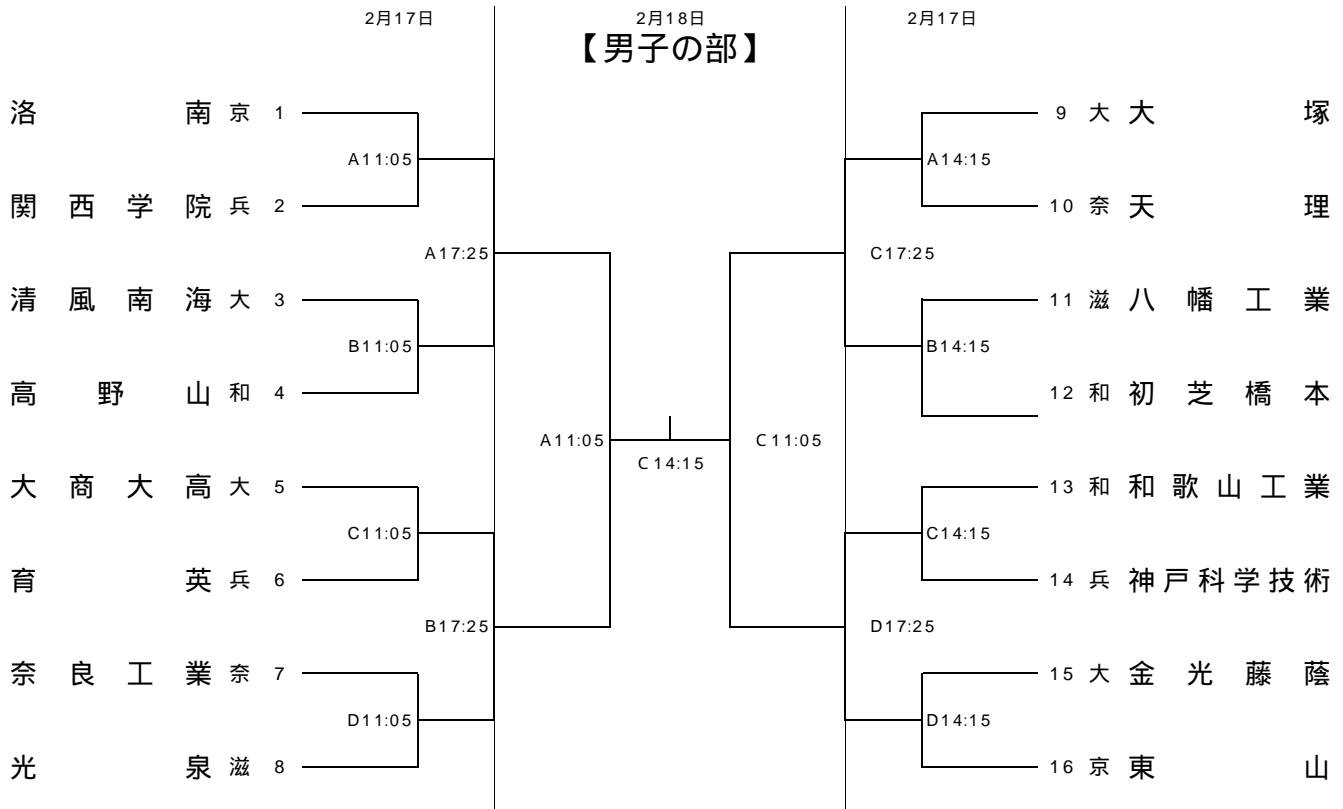 2月17日 2月18日 2月17日
【男子の部】
洛南 京 1 9 大 大塚
A11:05 A14:15
関西学院 兵 2 10 奈 天理
A17:25 C17:25
清風南海 大 3 11 滋 八幡工業
B11:05 B14:15
高野山 和 4 12 和 初芝橋本
A11:05 C11:05
C14:15
大商大高 大 5 13 和 和歌山工業
C11:05 C14:15
育英 兵 6 14 兵 神戸科学技術
B17:25 D17:25
奈良工業 奈 7 15 大 金光藤蔭
D11:05 D14:15
光泉 滋 8 16 京 東山